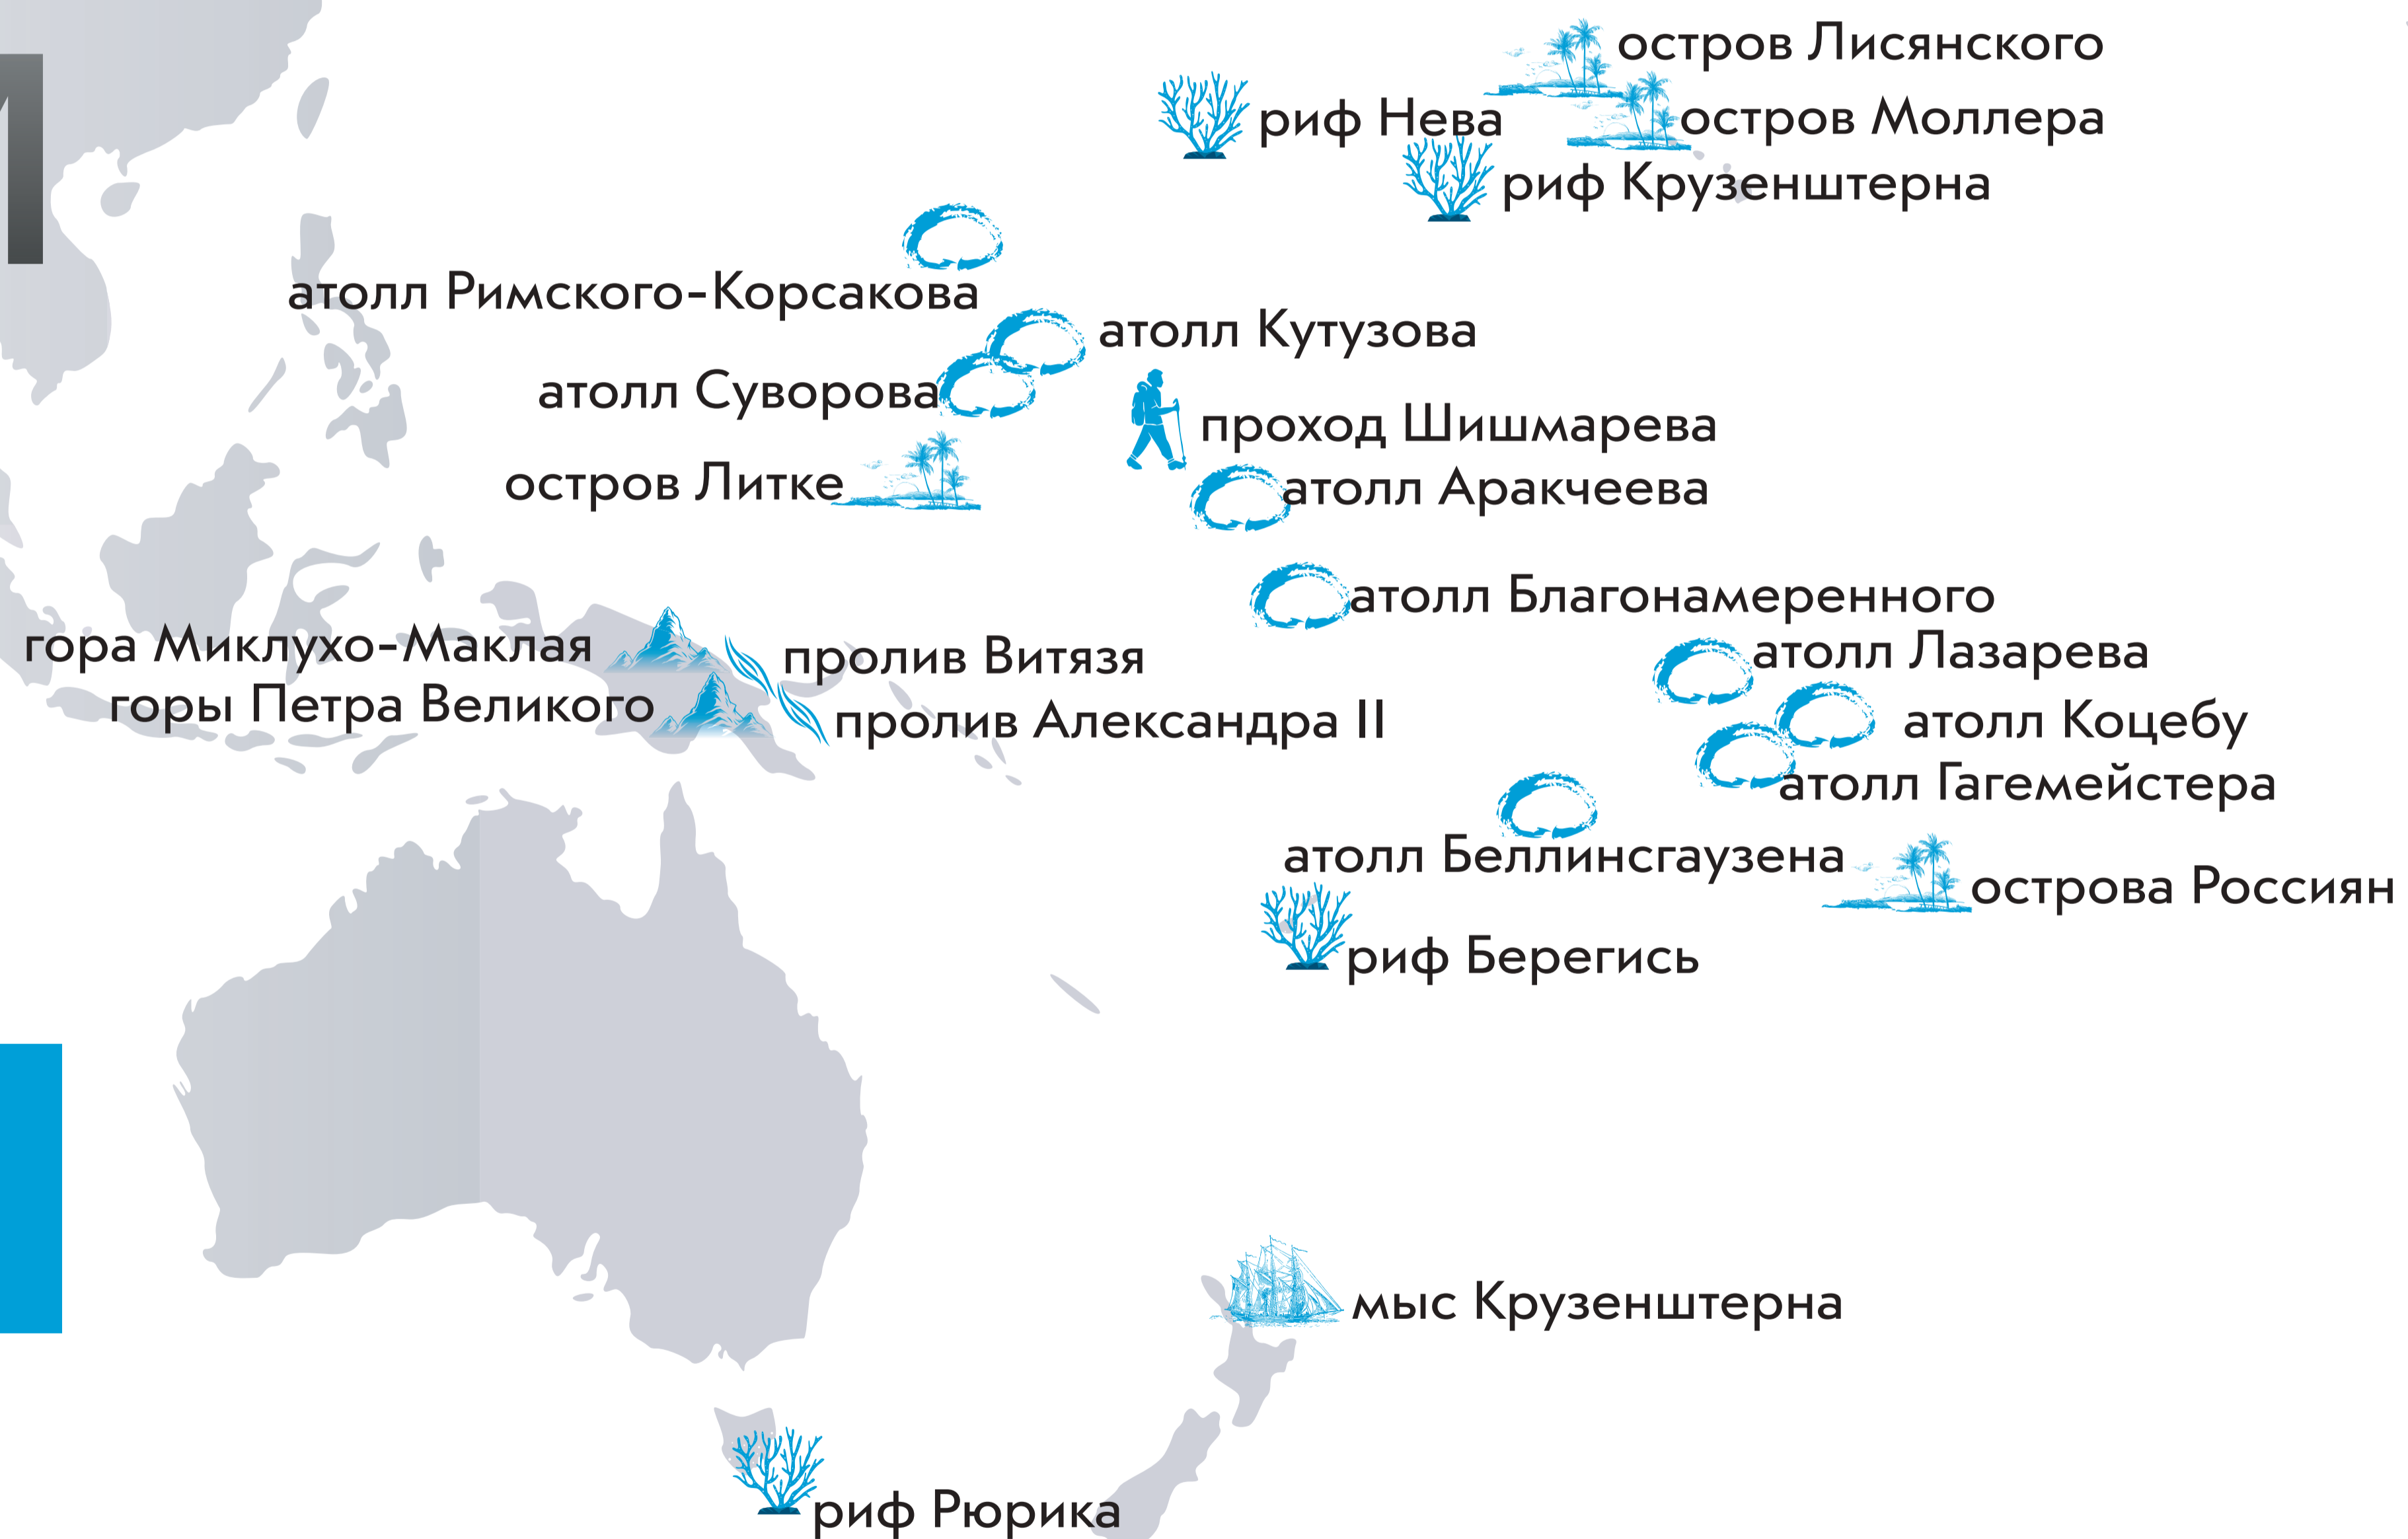 остров Лисянского
риф Нева
остров Моллера
риф Крузенштерна
атолл Римского-Корсакова
атолл Кутузова
атолл Суворова
проход Шишмарева
остров Литке
атолл Аракчеева
атолл Благонамеренного
гора Миклухо-Маклая
пролив Витязя
атолл Лазарева
горы Петра Великого
пролив Александра II
атолл Коцебу
атолл Гагемейстера
атолл Беллинсгаузена
острова Россиян
риф Берегись
мыс Крузенштерна
риф Рюрика